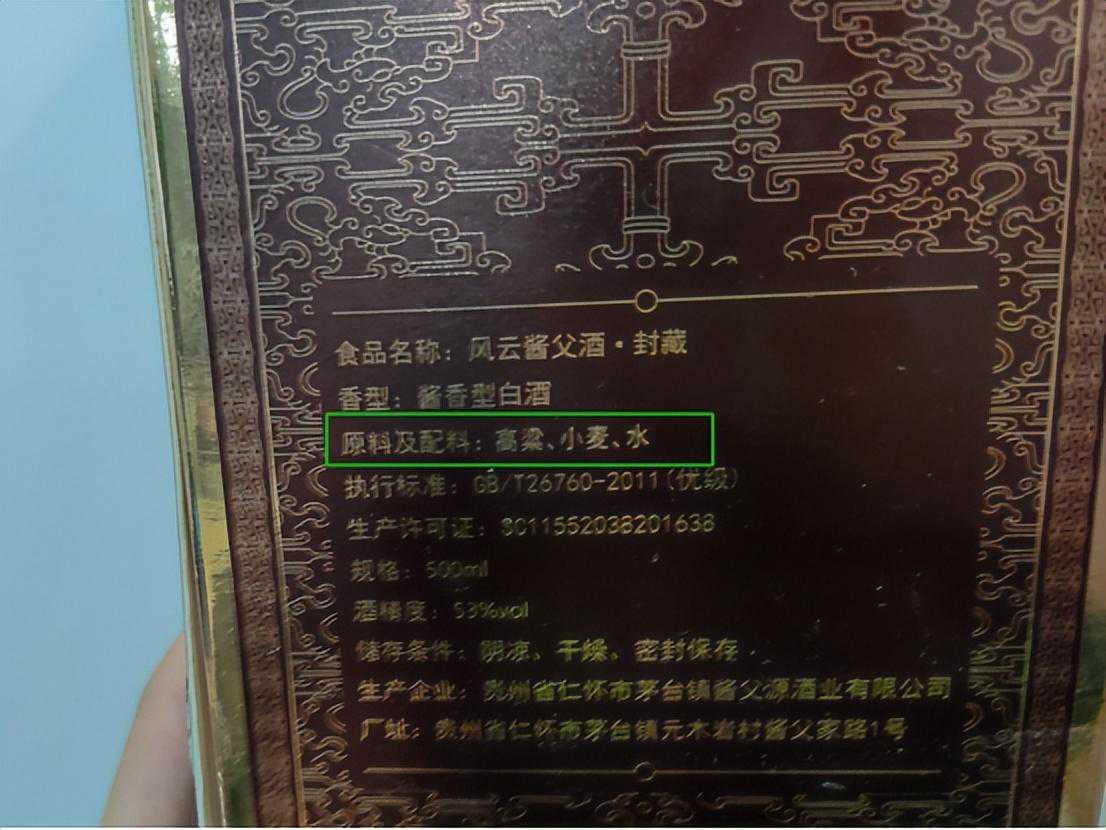 食品名称：风云酱父酒·封藏
香型：酱香型白酒
原料及配料：高粱、小麦、水
执行标准：GB/T26760-2011(优级)
生产许可证：SC11552038201638
规格：500ml
酒精度：53%vol
储存条件：阴凉、干燥、密封保存
生产企业：贵州省仁怀市茅台镇酱父源酒业有限公司
厂址：贵州省仁怀市茅台镇元木岩村酱父家路1号